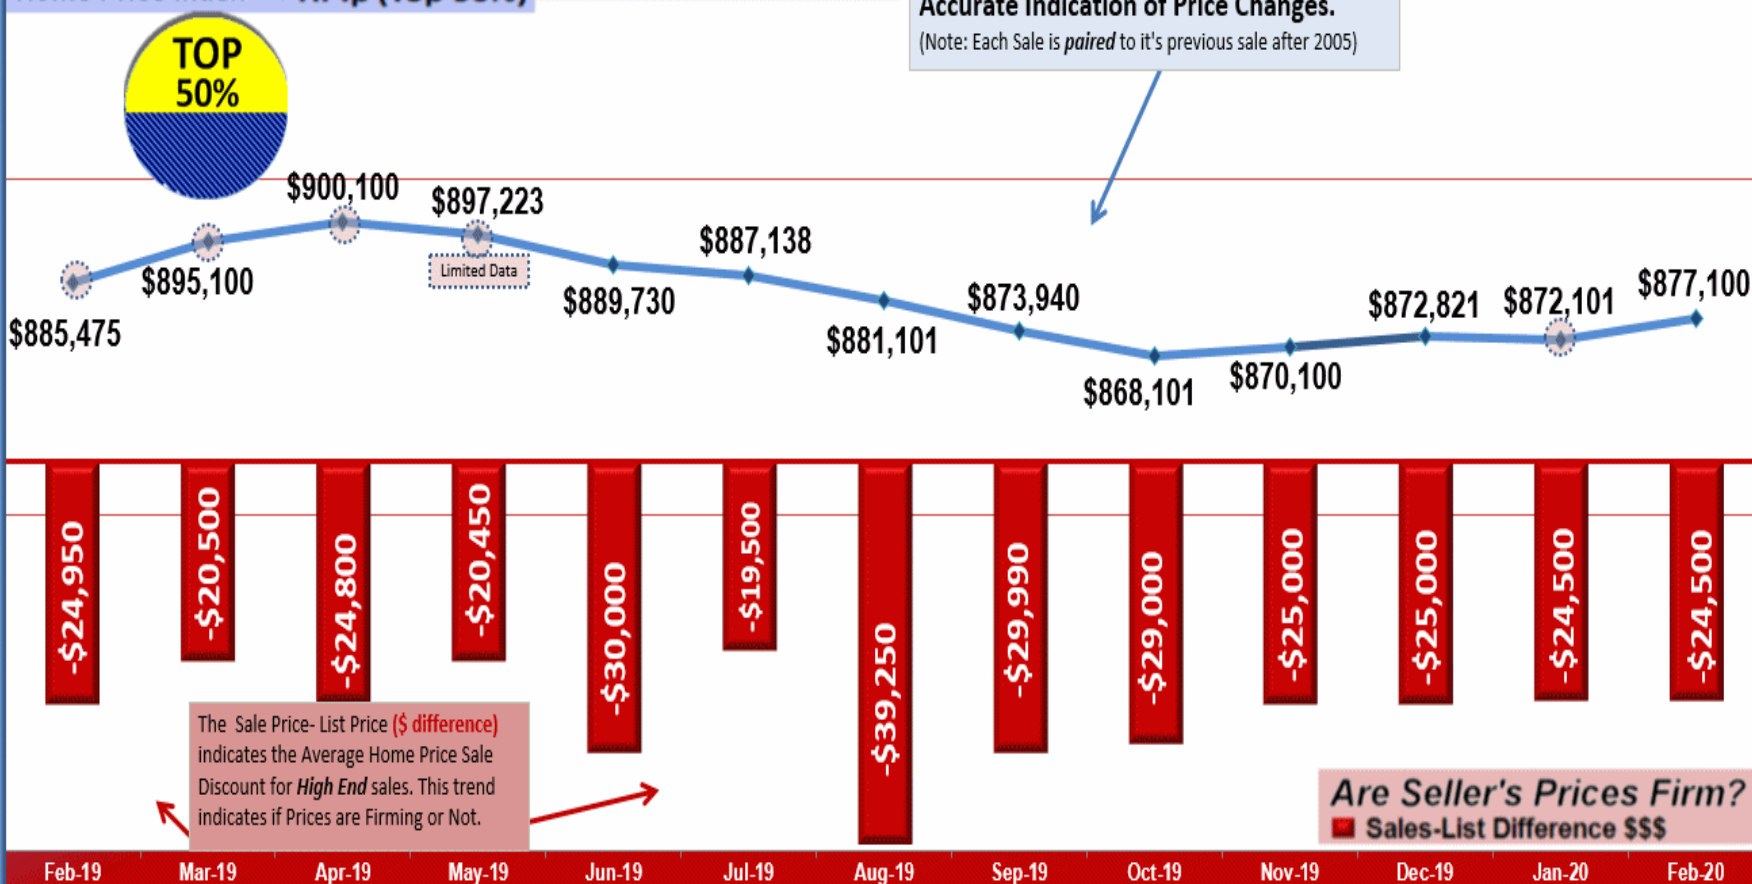 (Top 50%)
Accurate Indication of Price Changes.
(Note: Each Sale is paired to it's previous sale after 2005)
TOP
50%
$885,475
$895,100
$900,100
$897,223
Limited Data
$889,730
$887,138
$881,101
$873,940
$868,101
$870,100
$872,821
$872,101
$877,100
-$24,950
-$20,500
-$24,800
-$20,450
-$30,000
-$19,500
-$39,250
-$29,990
-$29,000
-$25,000
-$25,000
-$24,500
-$24,500
The Sale Price- List Price ($ difference)
indicates the Average Home Price Sale
Discount for High End sales. This trend
indicates if Prices are Firming or Not.
Are Seller's Prices Firm?
Sales-List Difference $$$
Feb-19
Mar-19
Apr-19
May-19
Jun-19
Jul-19
Aug-19
Sep-19
Oct-19
Nov-19
Dec-19
Jan-20
Feb-20